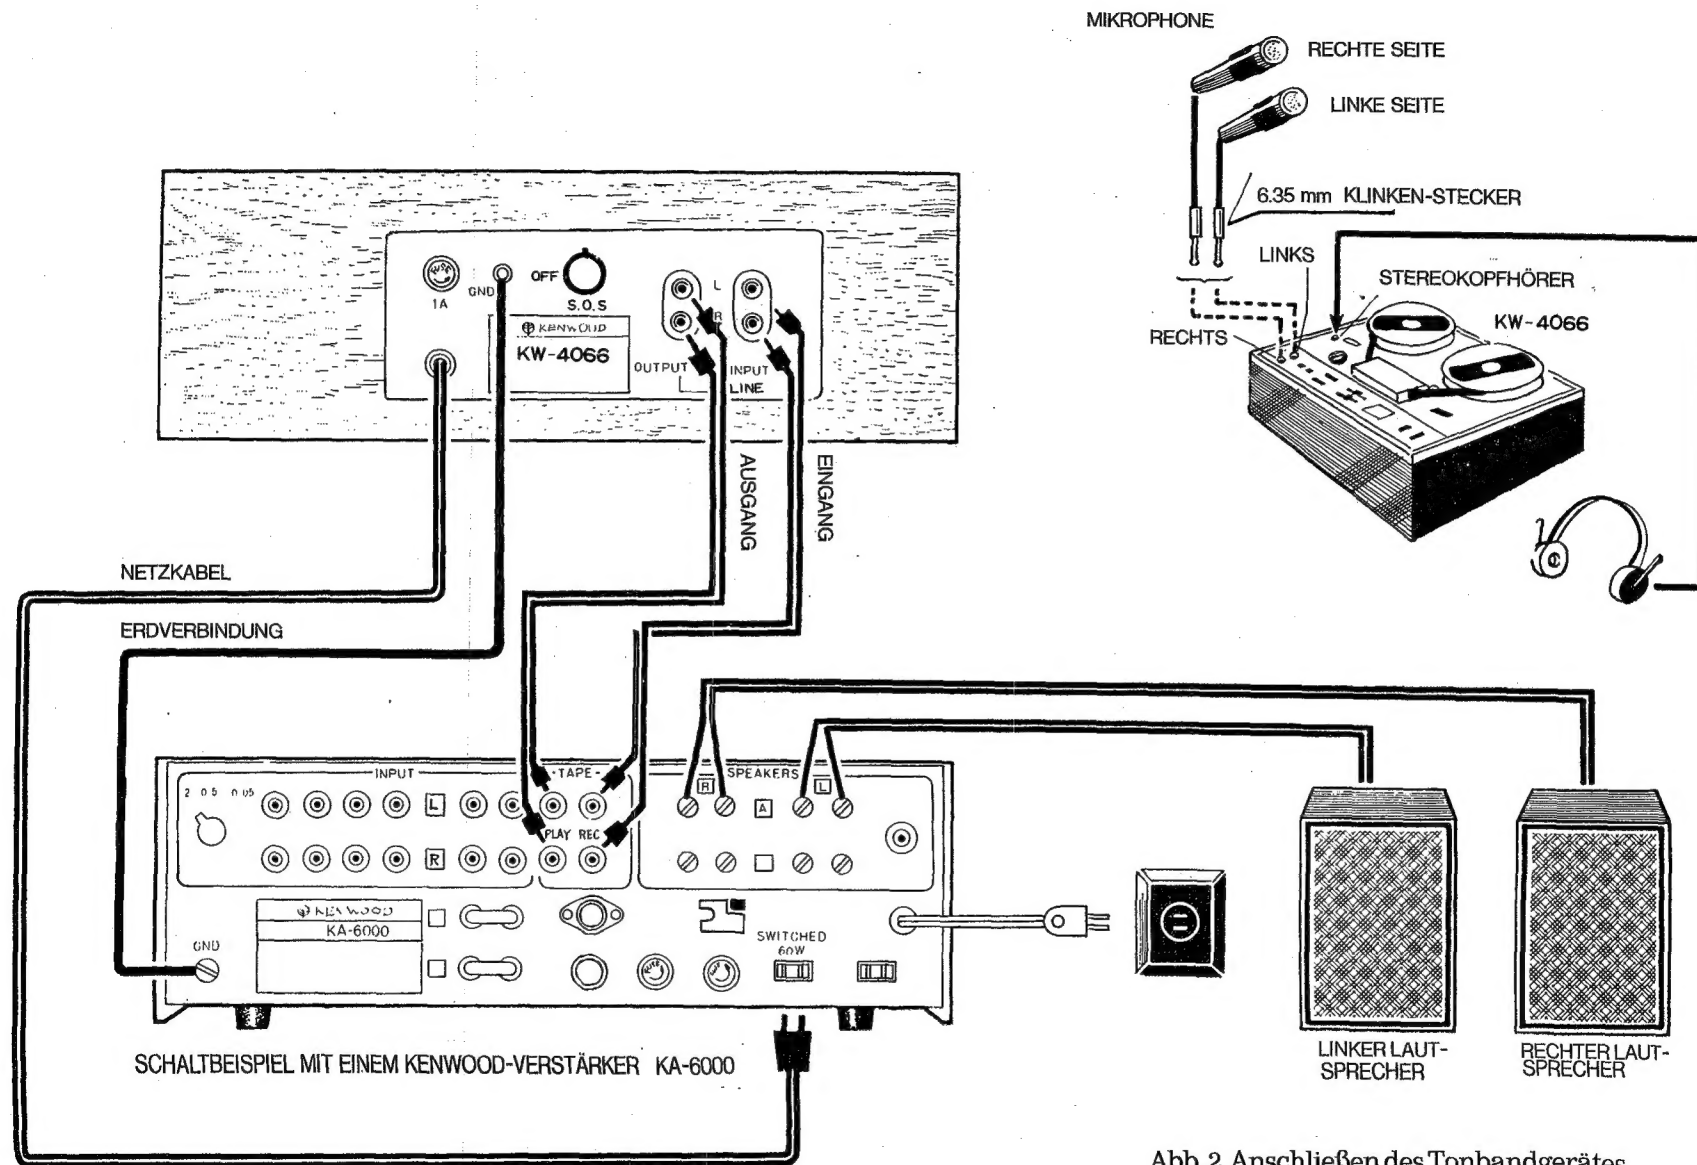 MIKROPHONE
RECHTE SEITE
LINKE SEITE
6.35 mm KLINKEN-STECKER
LINKS
STEREOKOPFHÖRER
KW-4066
RECHTS
FUSE
1A
GND
OFF
S.O.S
KENWOOD
KW-4066
L
R
OUTPUT
INPUT
LINE
AUSGANG
EINGANG
NETZKABEL
ERDVERBINDUNG
INPUT
TAPE
SPEAKERS
R
L
L
A
PLAY REC
R
KENWOOD
KA-6000
GND
SWITCHED
60W
LINKER LAUT-
SPRECHER
RECHTER LAUT-
SPRECHER
SCHALTBEISPIEL MIT EINEM KENWOOD-VERSTÄRKER KA-6000
Abb. 2 Anschließen des Tonbandgerätes